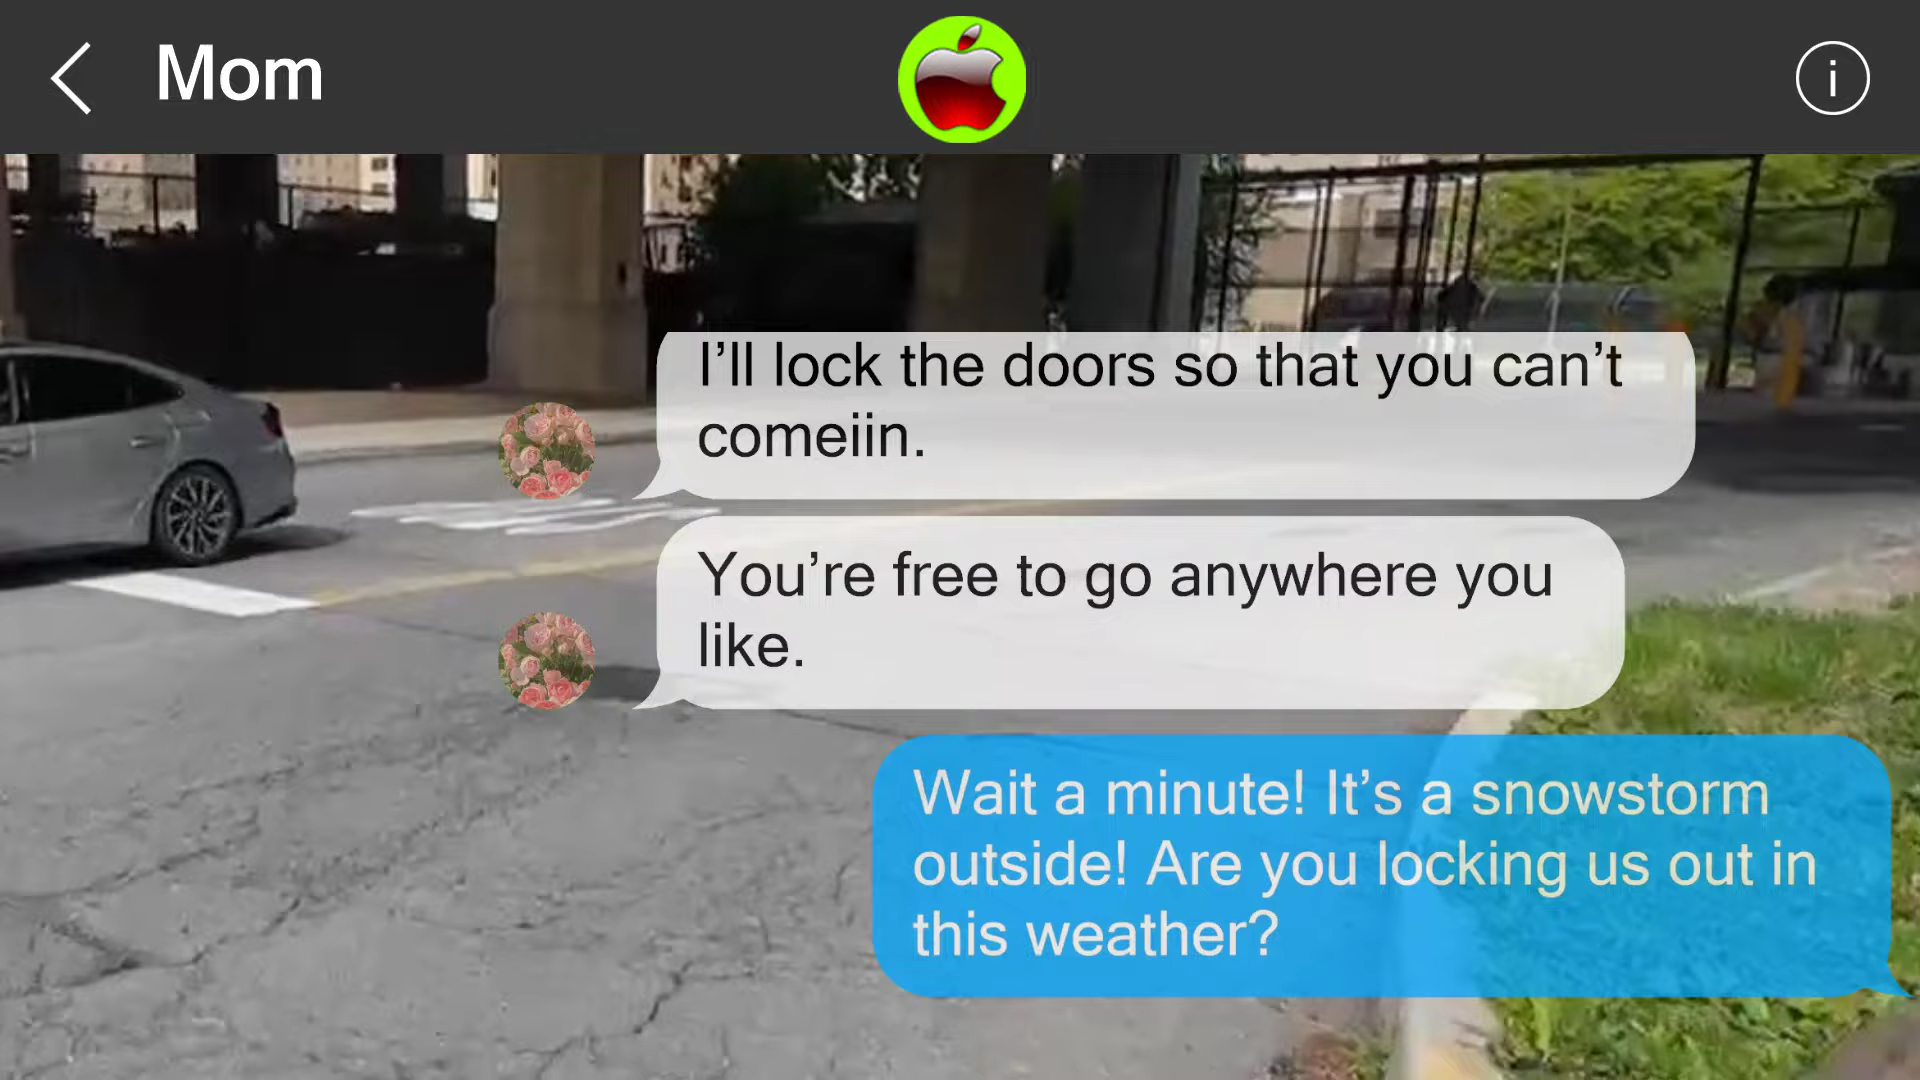 Mom
i
I’ll lock the doors so that you can’t
comeiin.
You’re free to go anywhere you
like.
Wait a minute! It’s a snowstorm
outside! Are you locking us out in
this weather?